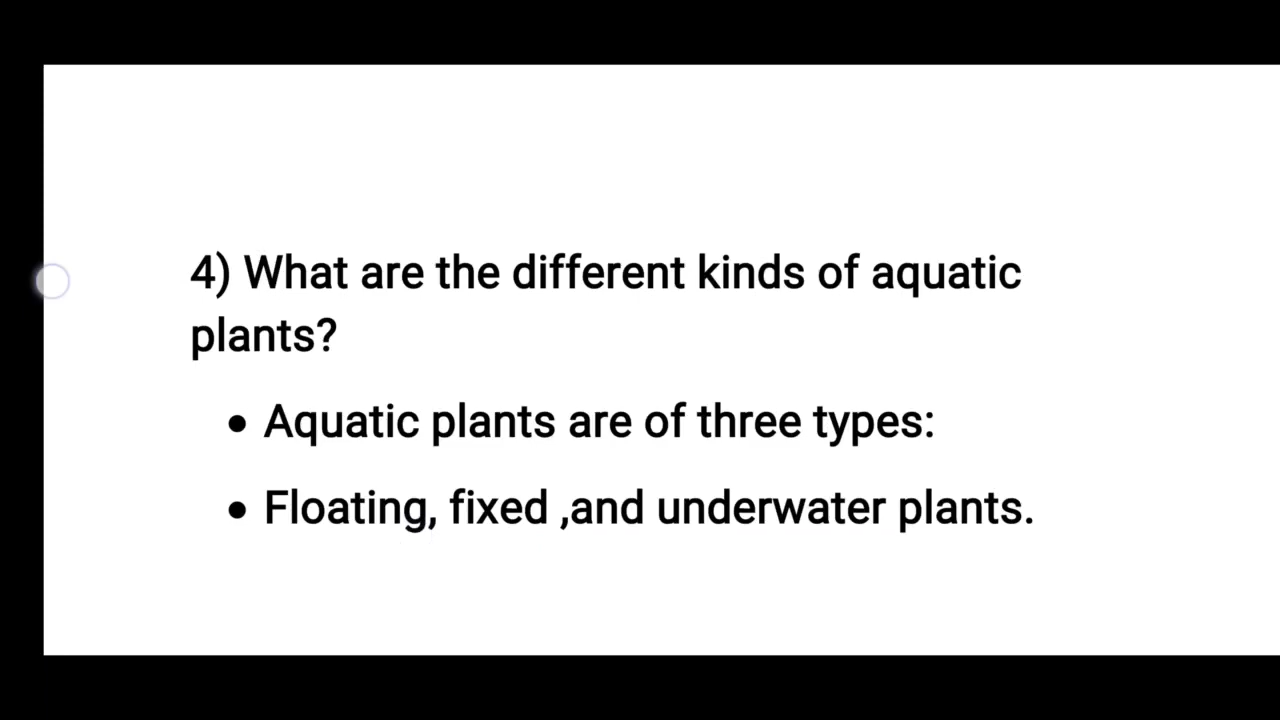 4) What are the different kinds of aquatic
plants?
• Aquatic plants are of three types:
• Floating, fixed ,and underwater plants.